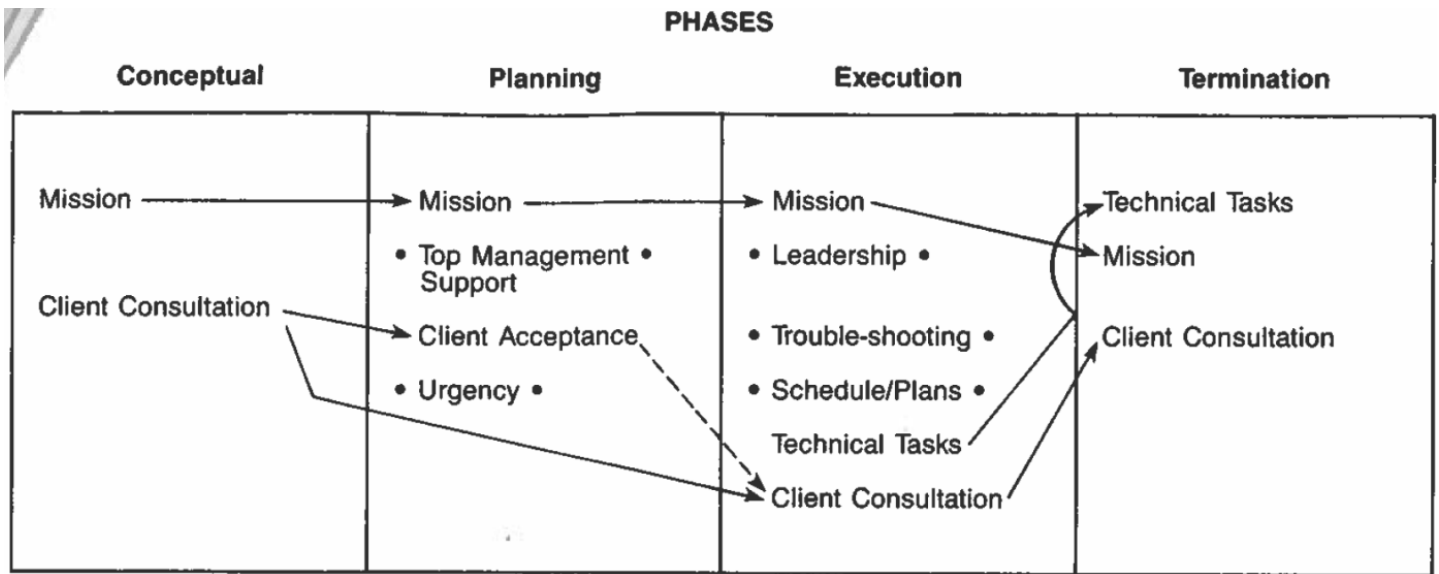 PHASES
Conceptual
Planning
Execution
Termination
Mission
Client Consultation
Mission
• Top Management •
Support
Client Acceptance
• Urgency •
Mission
• Leadership •
• Trouble-shooting •
• Schedule/Plans •
Technical Tasks
Client Consultation
Technical Tasks
Mission
Client Consultation